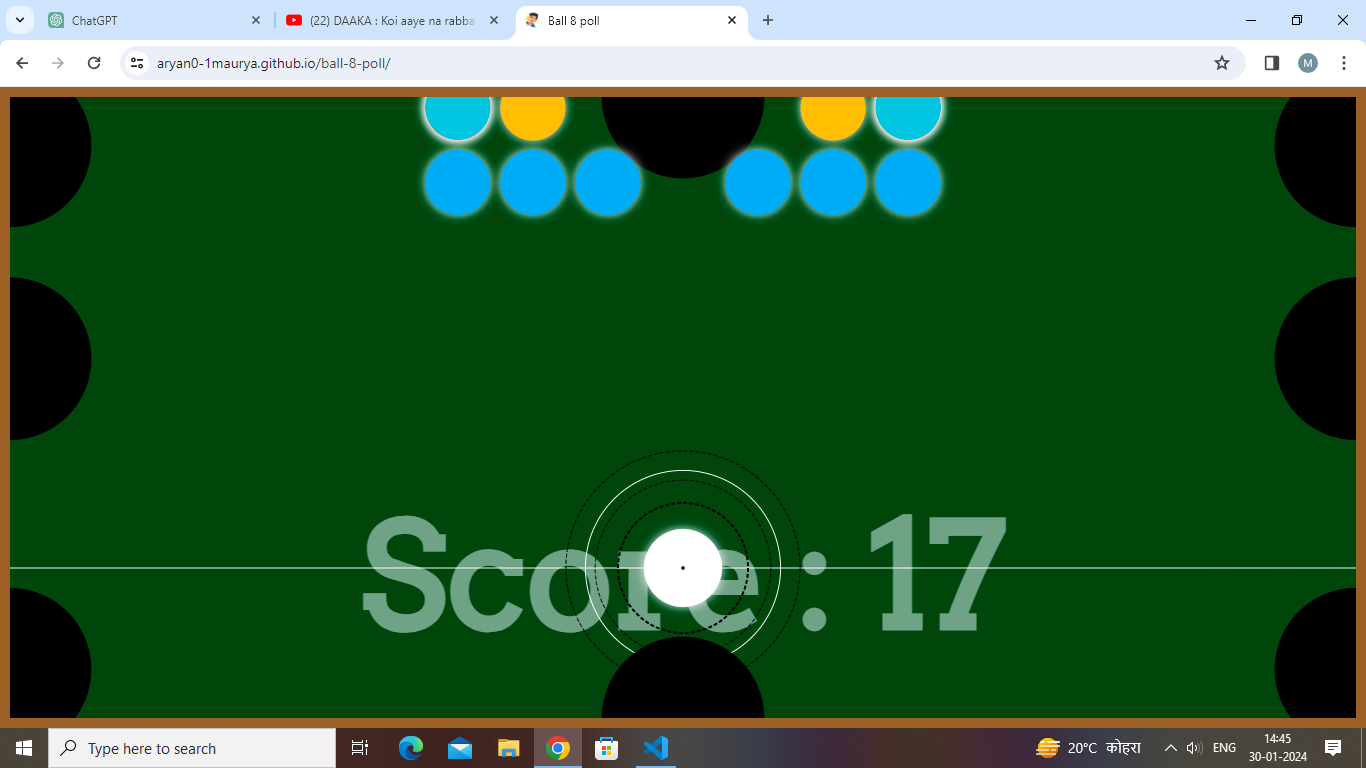 ChatGPT
(22) DAAKA : Koi aaye na rabba
Ball 8 poll
aryan0-1maurya.github.io/ball-8-poll/
M
Score : 17
Type here to search
20°C कोहरा
ENG
14:45
30-01-2024